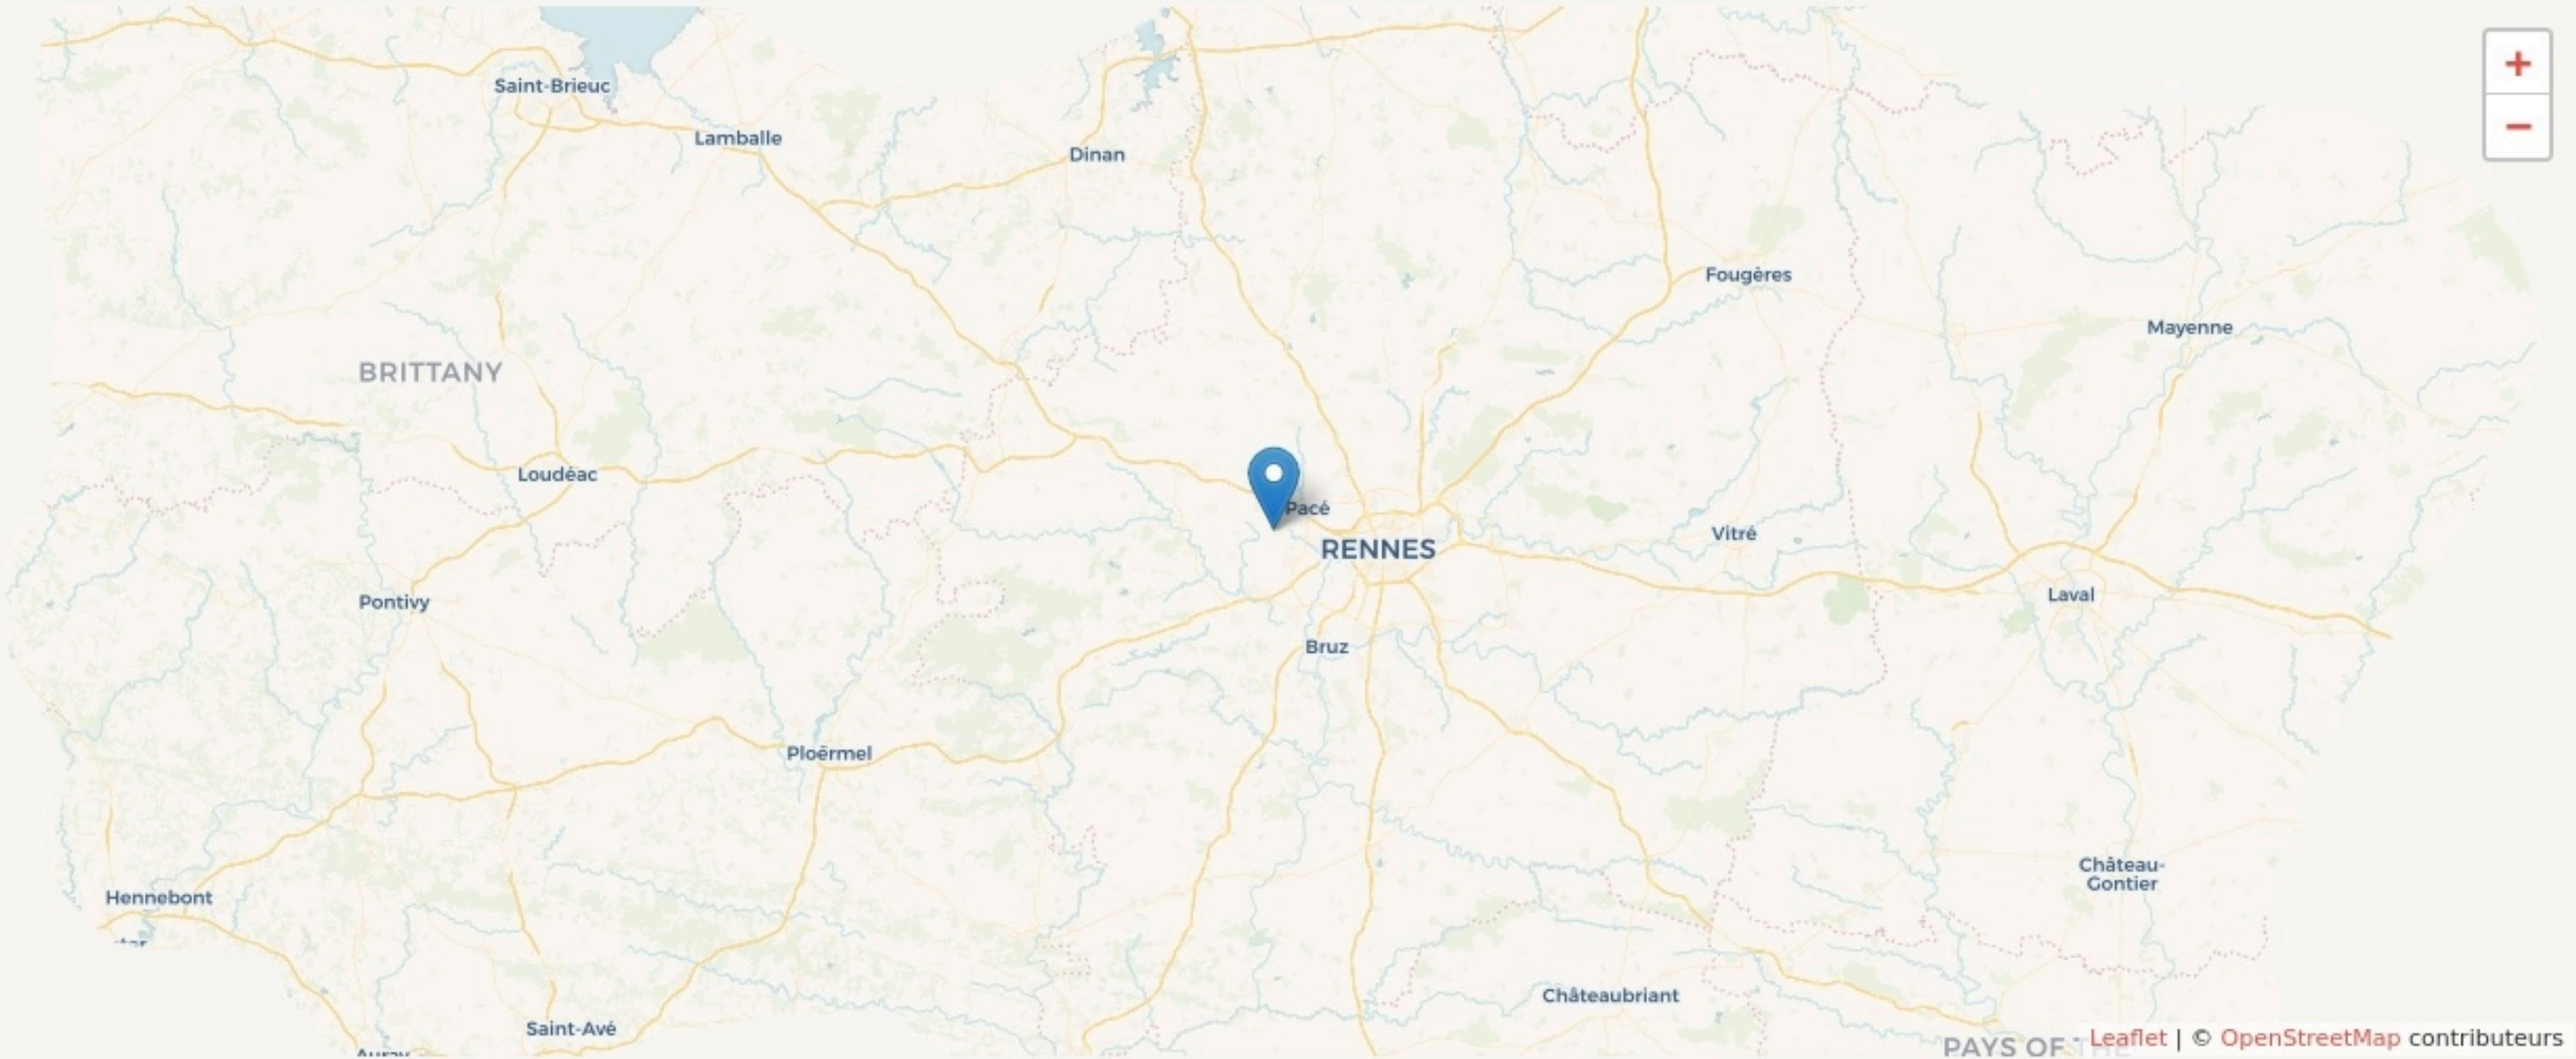 +
−
Saint-Brieuc
Lamballe
Dinan
Fougères
Mayenne
BRITTANY
Loudéac
Pacé
RENNES
Vitré
Laval
Pontivy
Bruz
Ploërmel
Château-
Gontier
Hennebont
Châteaubriant
Saint-Avé
PAYS OF THE
Leaflet | © OpenStreetMap contributeurs